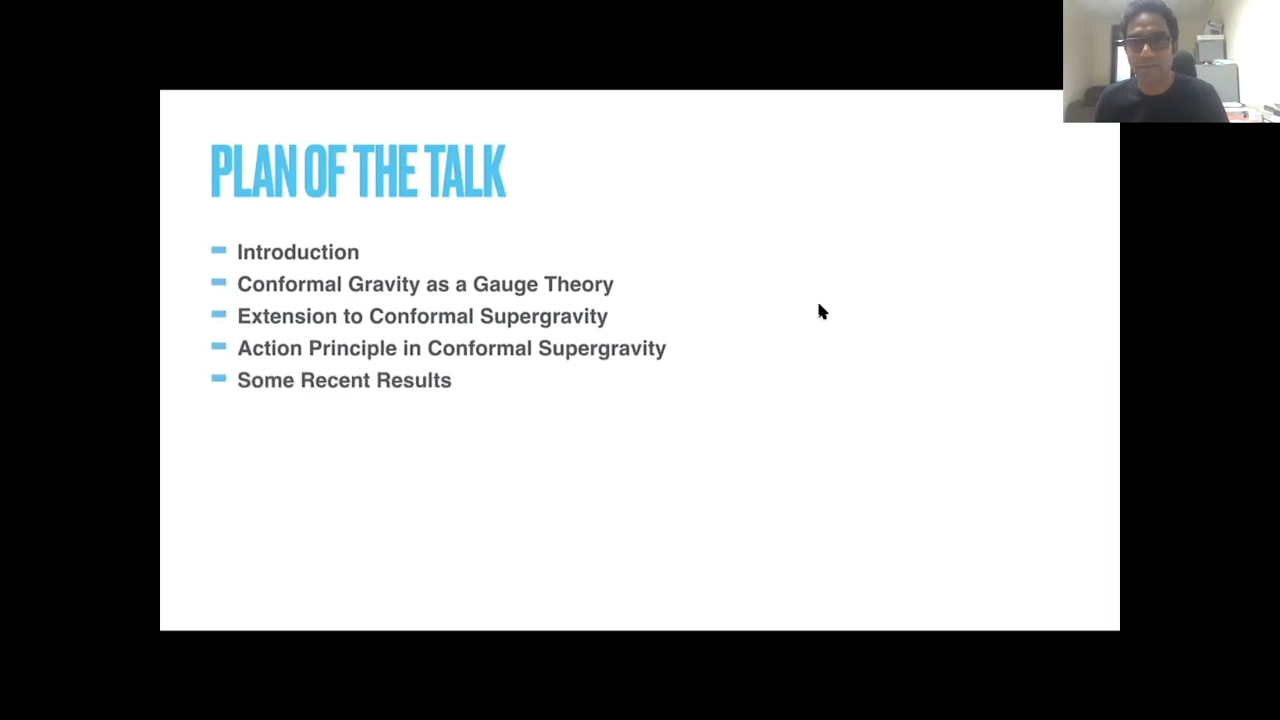 PLAN OF THE TALK
Introduction
Conformal Gravity as a Gauge Theory
Extension to Conformal Supergravity
Action Principle in Conformal Supergravity
Some Recent Results